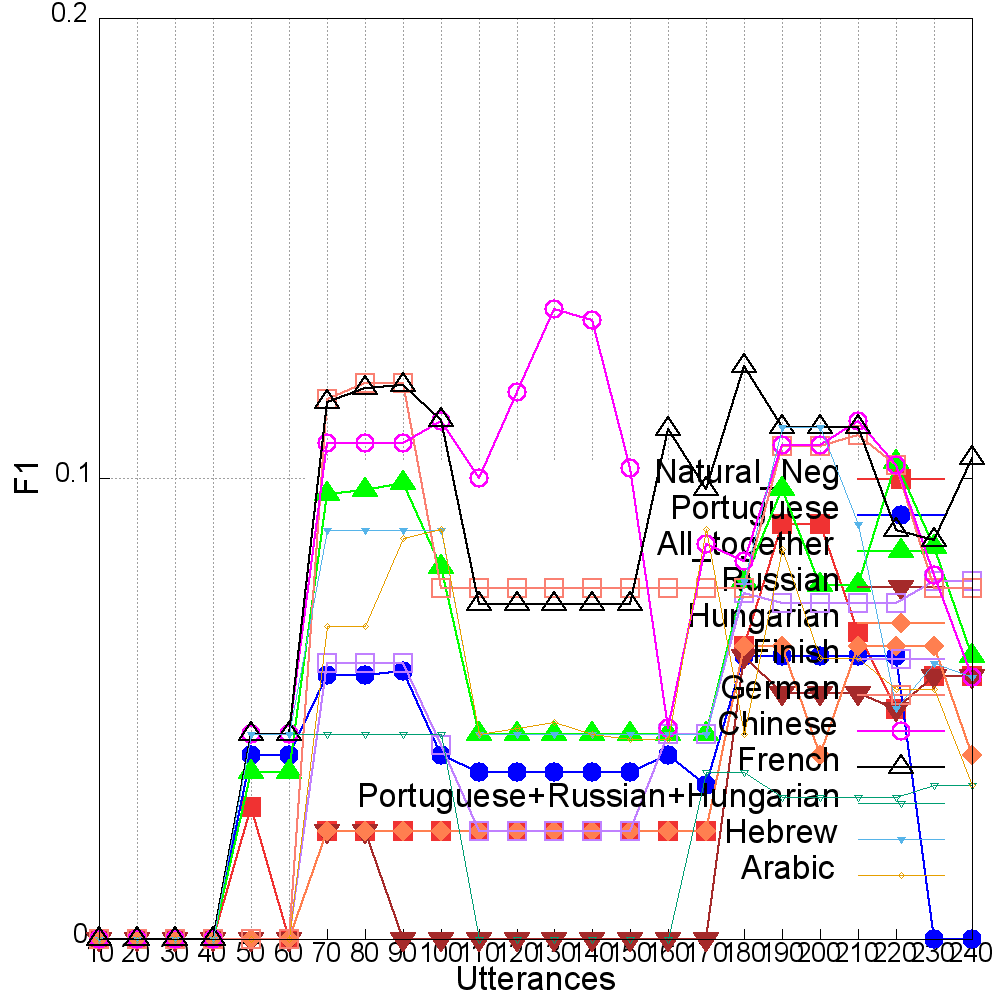 0.2
0.1
0
F1
Natural_Neg
Portuguese
All_together
Russian
Hungarian
Finish
German
Chinese
French
Portuguese+Russian+Hungarian
Hebrew
Arabic
10 20 30 40 50 60 70 80 90 100 110 120 130 140 150 160 170 180 190 200 210 220 230 240
Utterances